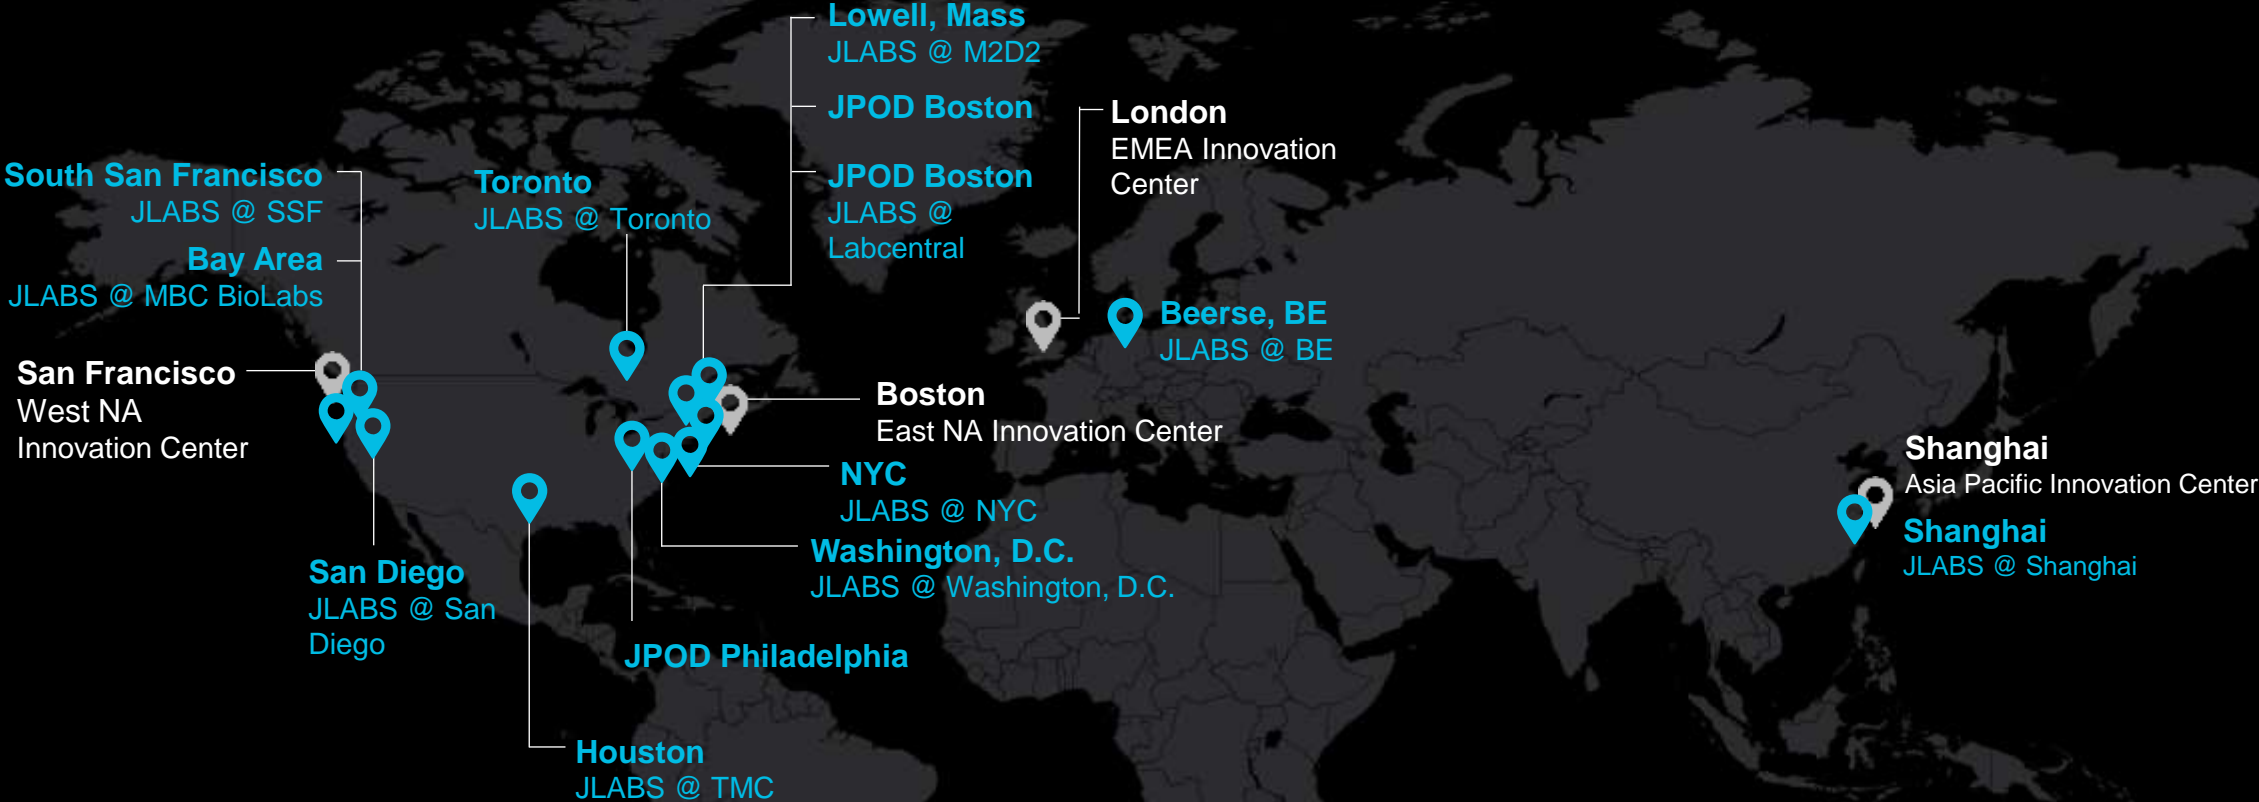 Lowell, Mass
JLABS @ M2D2
JPOD Boston
JPOD Boston
JLABS @
Labcentral
London
EMEA Innovation
Center
South San Francisco
JLABS @ SSF
Bay Area
JLABS @ MBC BioLabs
Toronto
JLABS @ Toronto
San Francisco
West NA
Innovation Center
Beerse, BE
JLABS @ BE
Boston
East NA Innovation Center
NYC
JLABS @ NYC
Washington, D.C.
JLABS @ Washington, D.C.
JPOD Philadelphia
San Diego
JLABS @ San
Diego
Houston
JLABS @ TMC
Shanghai
Asia Pacific Innovation Center
Shanghai
JLABS @ Shanghai